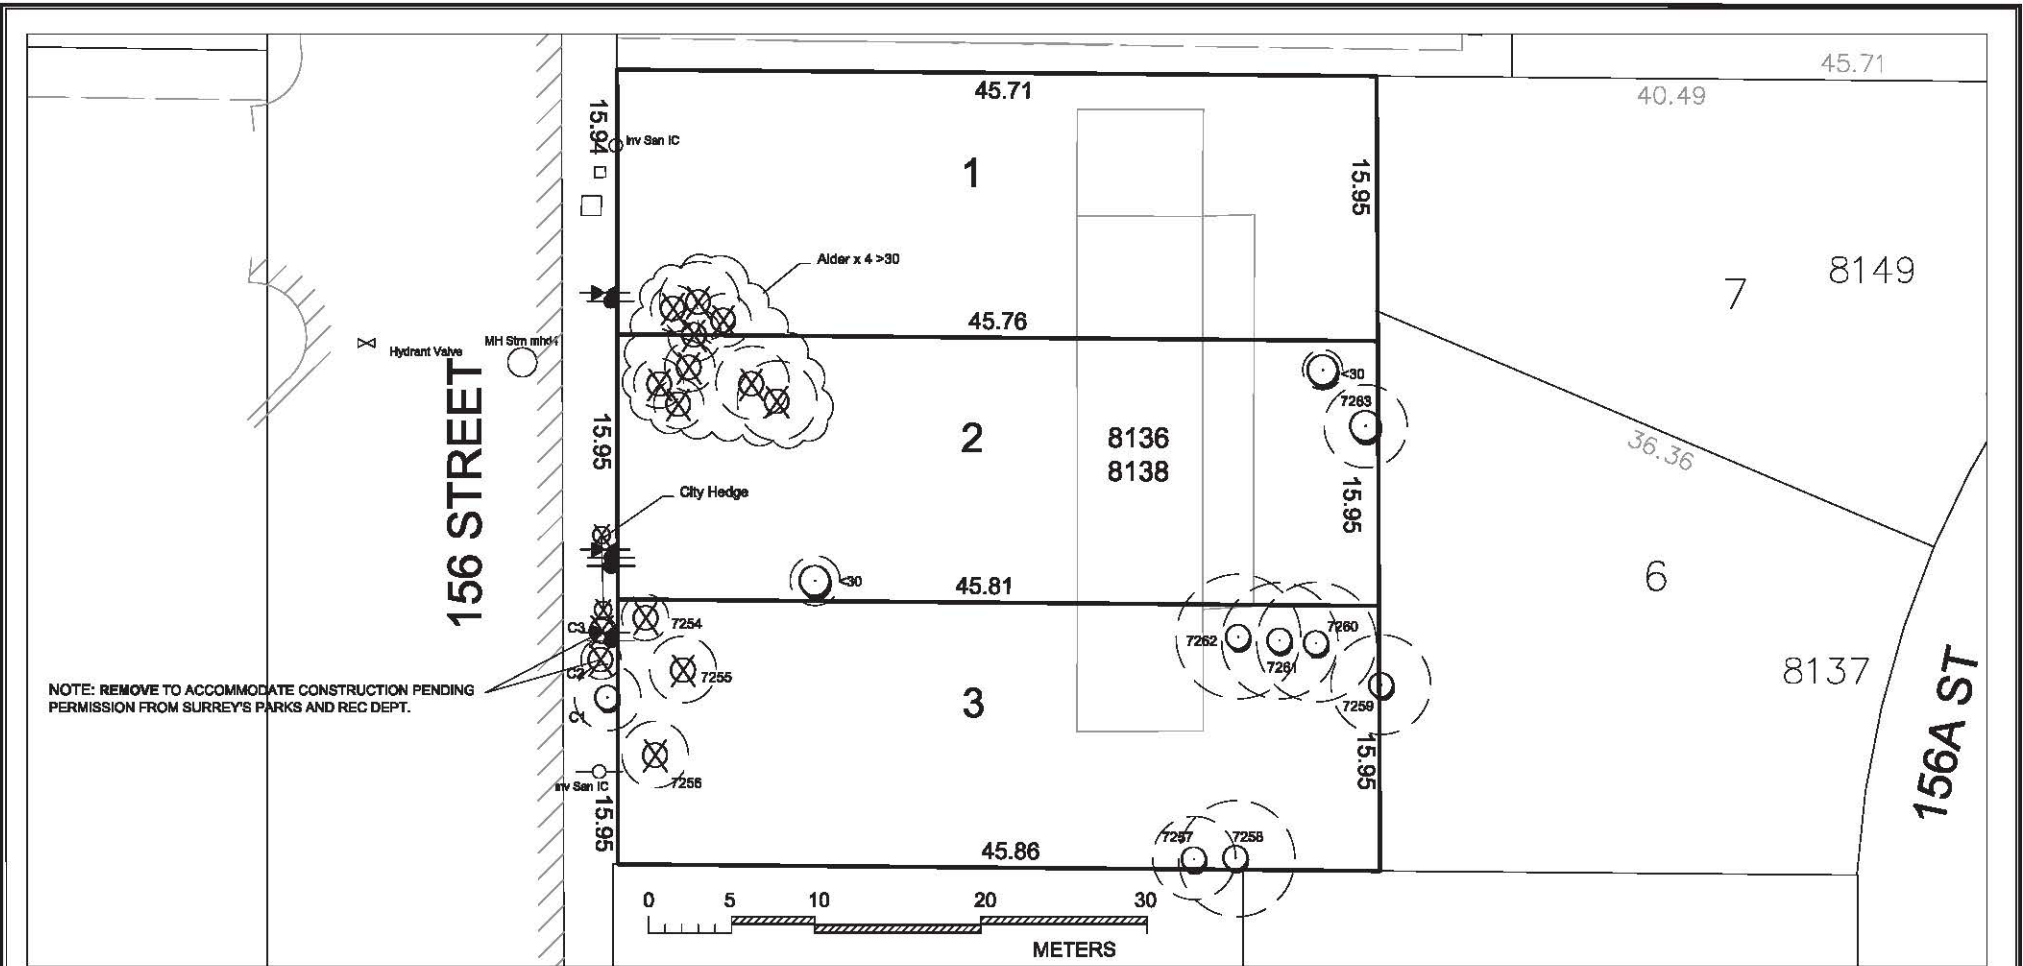 45.71
45.71
40.49
15.94
Inv San IC
1
15.95
Alder x 4 >30
7
8149
45.76
MH Stm mhd4
Hydrant Valve
<30
7263
156 STREET
15.95
2
8136
8138
36.36
15.95
City Hedge
<30
45.81
6
C3
7254
7262
7260
7261
C2
7255
8137
NOTE: REMOVE TO ACCOMMODATE CONSTRUCTION PENDING
PERMISSION FROM SURREY'S PARKS AND REC DEPT.
C1
3
7259
156A ST
7256
Inv San IC
15.95
15.95
7257
7258
45.86
0 5 10 20 30
METERS